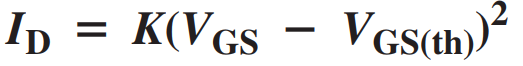 I_D = K(V_GS − V_GS(th))²